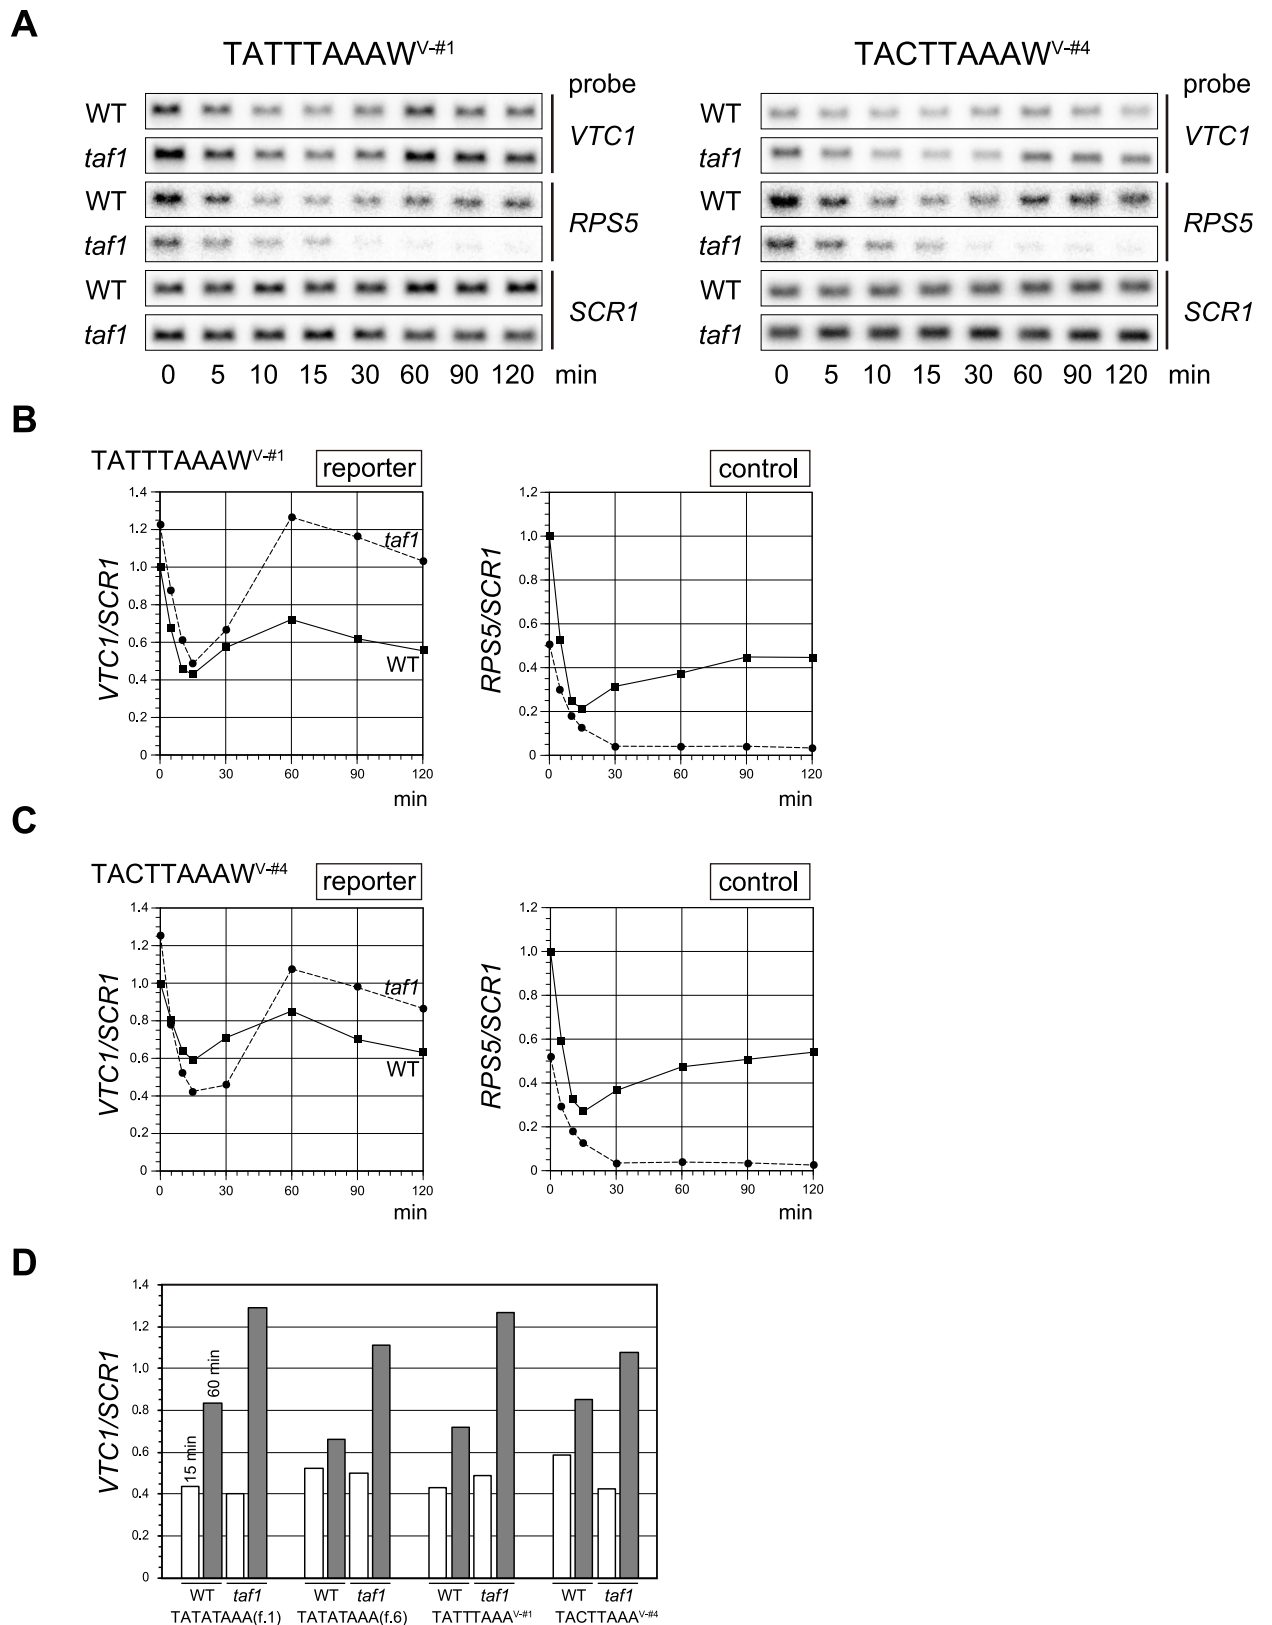 A
TATTTAAAWV-#1 TACTTAAAWV-#4
probe probe
WT WT
VTC1 VTC1
taf1 taf1
WT WT
RPS5 RPS5
taf1 taf1
WT WT
SCR1 SCR1
taf1 taf1
0 5 10 15 30 60 90 120 min 0 5 10 15 30 60 90 120 min
B
TATTTAAAWV-#1 reporter control
VTC1/SCR1
1.4
1.2
1.0
0.8
0.6
0.4
0.2
0
taf1
WT
0 30 60 90 120
min
RPS5/SCR1
1.2
1.0
0.8
0.6
0.4
0.2
0
0 30 60 90 120
min
C
TACTTAAAWV-#4 reporter control
VTC1/SCR1
1.4
1.2
1.0
0.8
0.6
0.4
0.2
0
taf1
WT
0 30 60 90 120
min
RPS5/SCR1
1.2
1.0
0.8
0.6
0.4
0.2
0
0 30 60 90 120
min
D
VTC1/SCR1
1.4
1.2
1.0
0.8
0.6
0.4
0.2
0
15 min
60 min
WT taf1 WT taf1 WT taf1 WT taf1
TATATAAA(f.1) TATATAAA(f.6) TATTTAAAV-#1 TACTTAAAV-#4